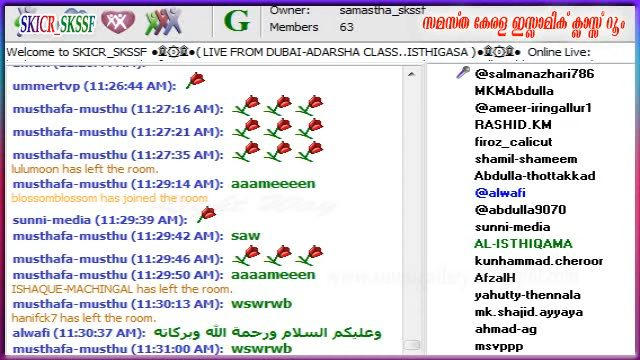 SKICR_SKSSF
G
Owner: samastha_skssf
Members 63
സമസ്ത കേരള ഇസ്ലാമിക് ക്ലാസ്സ് റൂം
Welcome to SKICR_SKSSF ●๑۩۞۩๑●( LIVE FROM DUBAI-ADARSHA CLASS..ISTHIGASA )●๑۩۞۩๑● Online Live:
ummertvp (11:26:44 AM):
musthafa-musthu (11:27:16 AM):
musthafa-musthu (11:27:21 AM):
musthafa-musthu (11:27:35 AM):
lulumoon has left the room.
musthafa-musthu (11:29:14 AM): aaameeeen
blossomblossom has joined the room
sunni-media (11:29:39 AM):
musthafa-musthu (11:29:42 AM): saw
musthafa-musthu (11:29:46 AM):
musthafa-musthu (11:29:50 AM): aaaameeen
ISHAQUE-MACHINGAL has left the room.
musthafa-musthu (11:30:13 AM): wswrwb
hanifck7 has left the room.
alwafi (11:30:37 AM): وعليكم السلام ورحمة الله وبركاته
musthafa-musthu (11:31:00 AM): wswrwb
@salmanazhari786
MKMAbdulla
@ameer-iringallur1
RASHID.KM
firoz_calicut
shamil-shameem
Abdulla-thottakkad
@alwafi
@abdulla9070
sunni-media
AL-ISTHIQAMA
kunhammad.cheroor
AfzalH
yahutty-thennala
mk.shajid.ayyaya
ahmad-ag
msvppp